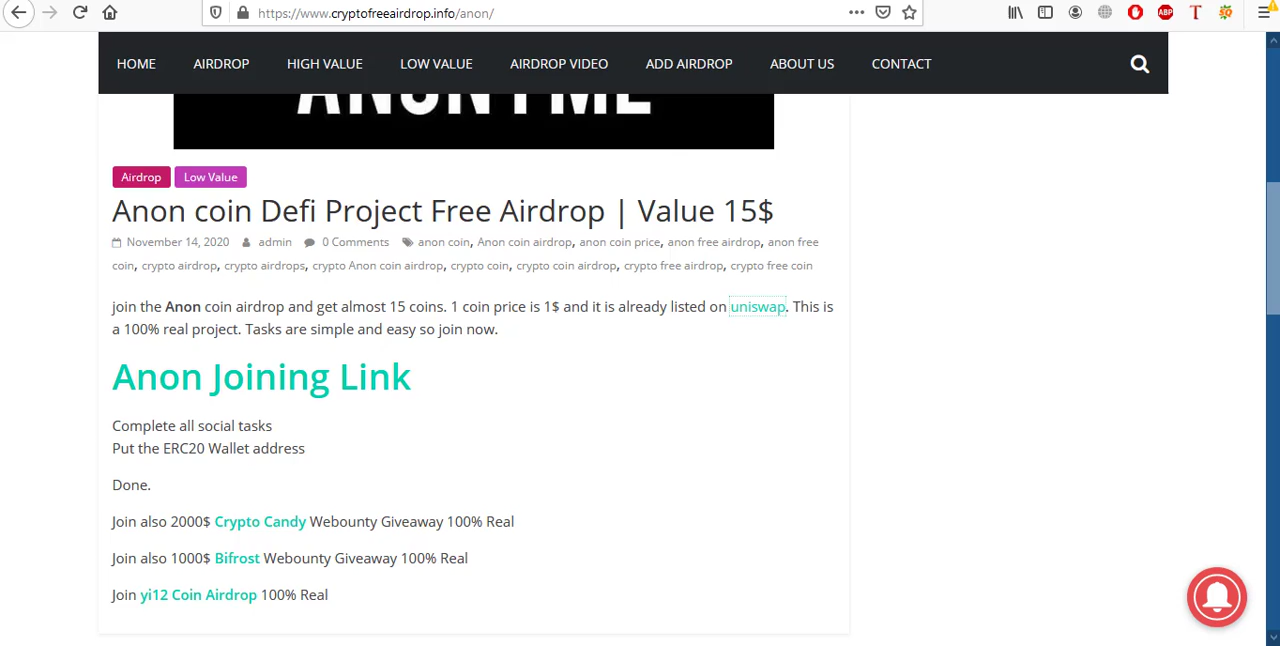 https://www.cryptofreeairdrop.info/anon/
ABP
HOME AIRDROP HIGH VALUE LOW VALUE AIRDROP VIDEO ADD AIRDROP ABOUT US CONTACT
ANONYME
Airdrop Low Value
Anon coin Defi Project Free Airdrop | Value 15$
November 14, 2020 admin 0 Comments anon coin, Anon coin airdrop, anon coin price, anon free airdrop, anon free
coin, crypto airdrop, crypto airdrops, crypto Anon coin airdrop, crypto coin, crypto coin airdrop, crypto free airdrop, crypto free coin
join the Anon coin airdrop and get almost 15 coins. 1 coin price is 1$ and it is already listed on uniswap. This is
a 100% real project. Tasks are simple and easy so join now.
Anon Joining Link
Complete all social tasks
Put the ERC20 Wallet address
Done.
Join also 2000$ Crypto Candy Webounty Giveaway 100% Real
Join also 1000$ Bifrost Webounty Giveaway 100% Real
Join yi12 Coin Airdrop 100% Real